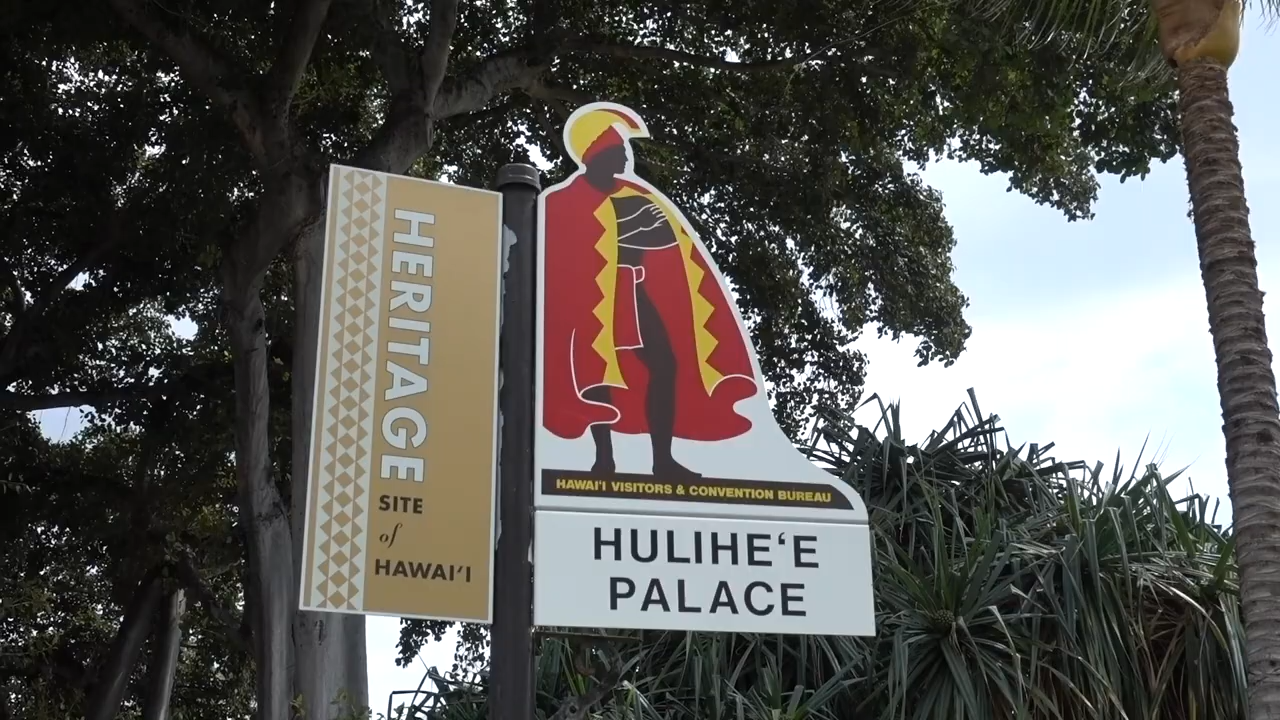 HERITAGE
SITE
of
HAWAI'I
HAWAI'I VISITORS & CONVENTION BUREAU
HULIHE‘E
PALACE